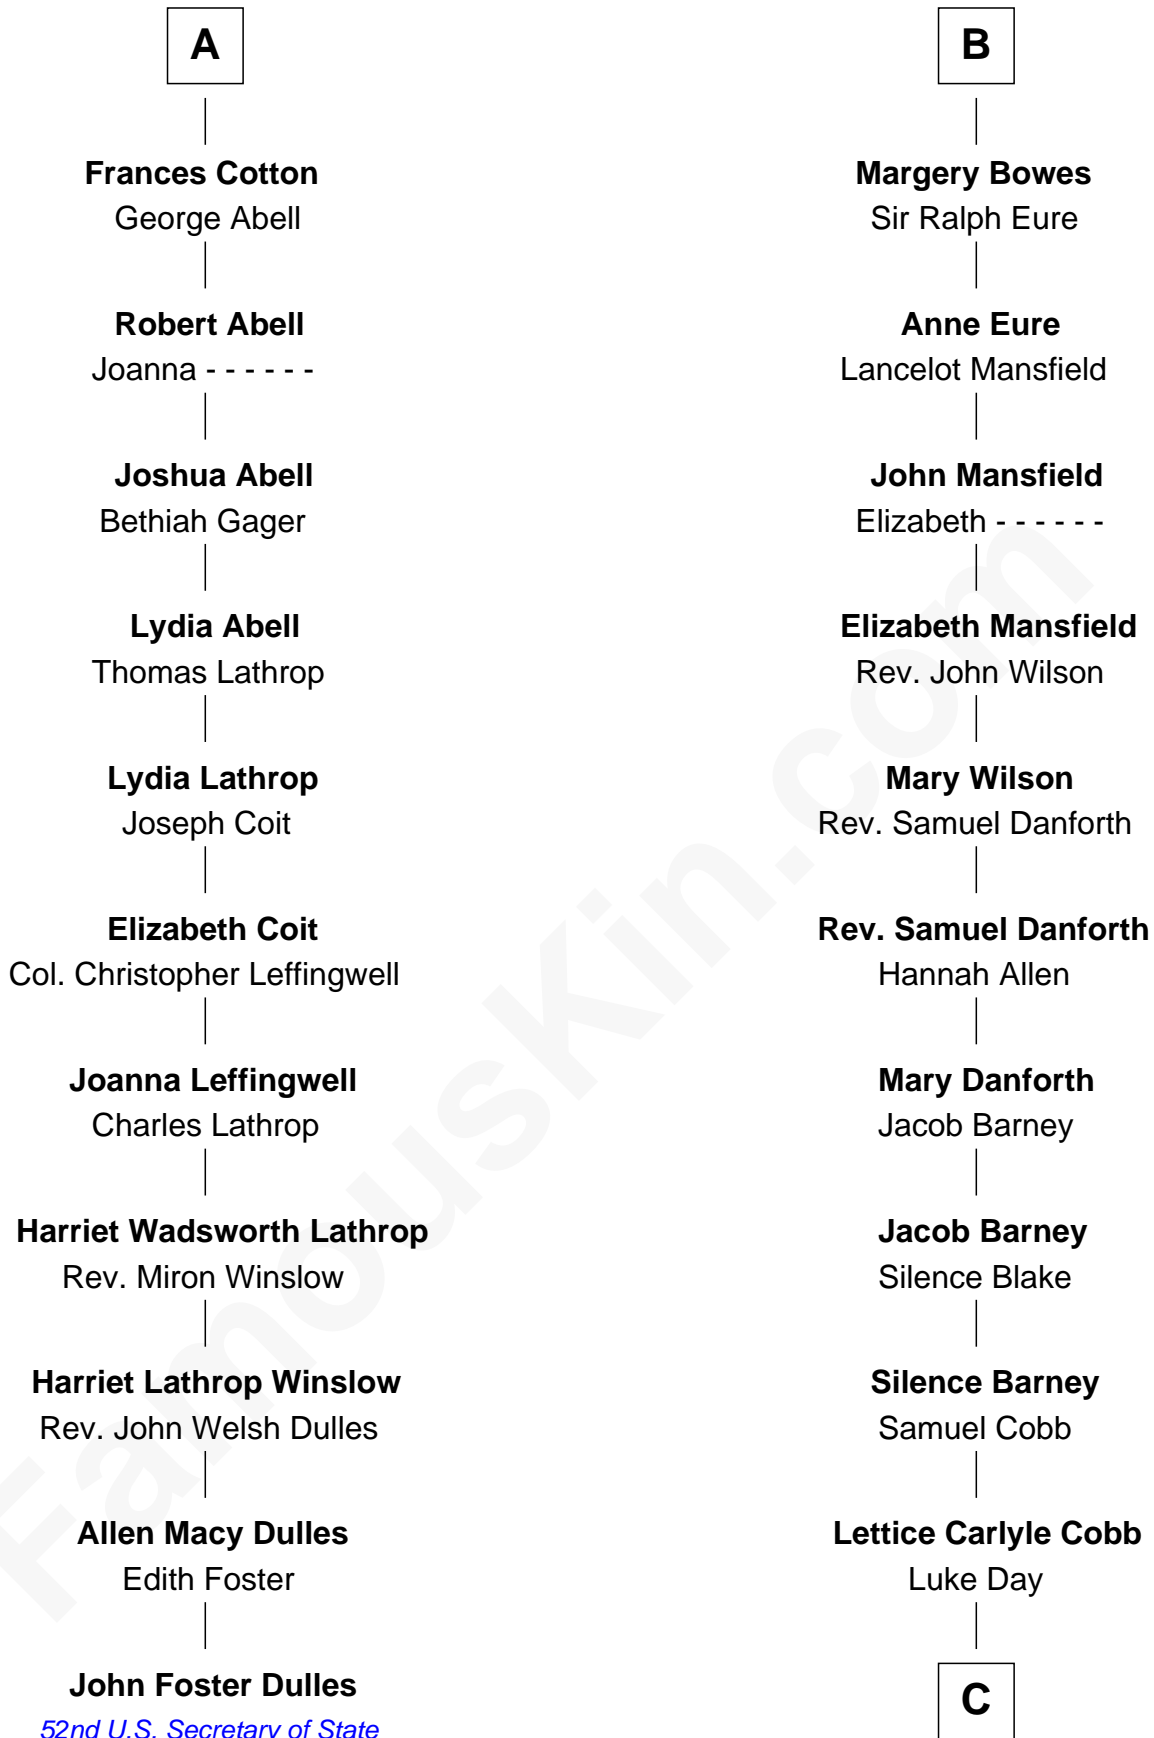 A
Frances Cotton
George Abell
Robert Abell
Joanna - - - - - -
Joshua Abell
Bethiah Gager
Lydia Abell
Thomas Lathrop
Lydia Lathrop
Joseph Coit
Elizabeth Coit
Col. Christopher Leffingwell
Joanna Leffingwell
Charles Lathrop
Harriet Wadsworth Lathrop
Rev. Miron Winslow
Harriet Lathrop Winslow
Rev. John Welsh Dulles
Allen Macy Dulles
Edith Foster
John Foster Dulles
52nd U.S. Secretary of State
B
Margery Bowes
Sir Ralph Eure
Anne Eure
Lancelot Mansfield
John Mansfield
Elizabeth - - - - - -
Elizabeth Mansfield
Rev. John Wilson
Mary Wilson
Rev. Samuel Danforth
Rev. Samuel Danforth
Hannah Allen
Mary Danforth
Jacob Barney
Jacob Barney
Silence Blake
Silence Barney
Samuel Cobb
Lettice Carlyle Cobb
Luke Day
C
FamousKin.com